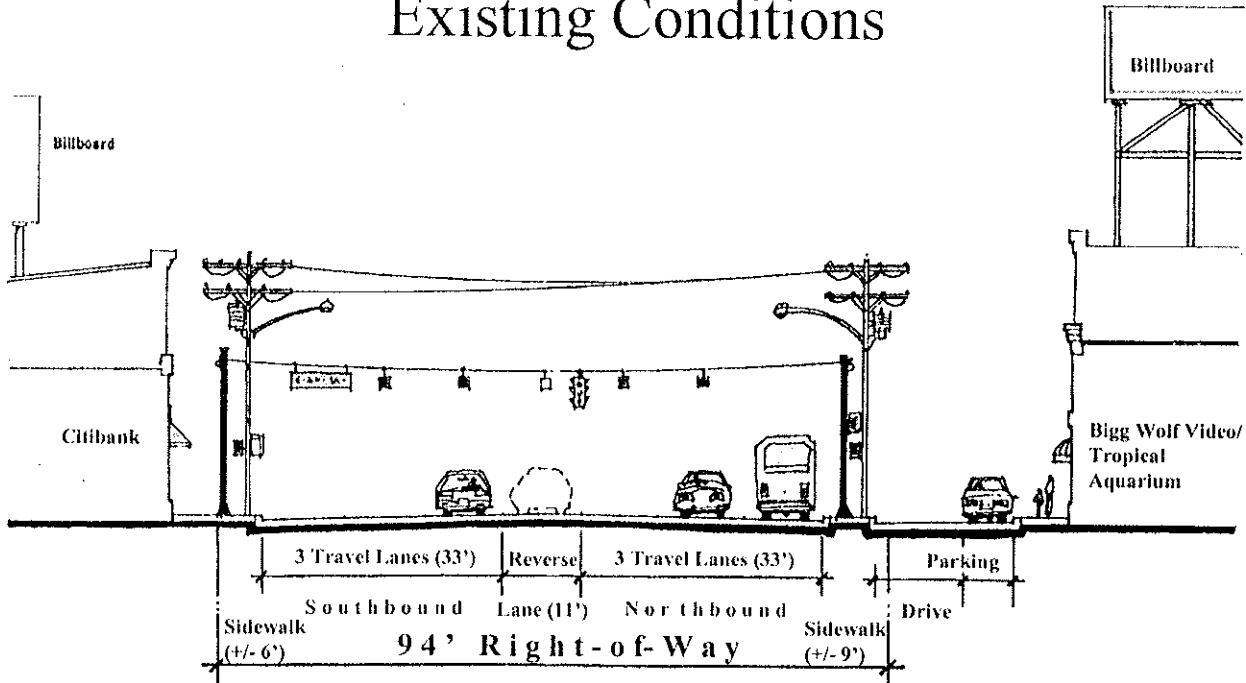 Existing Conditions
Billboard
Billboard
Citibank
Bigg Wolf Video/
Tropical
Aquarium
3 Travel Lanes (33')
Reverse
3 Travel Lanes (33')
Parking
Southbound
Lane (11')
Northbound
Drive
Sidewalk
(+/- 6')
94' Right-of-Way
Sidewalk
(+/- 9')